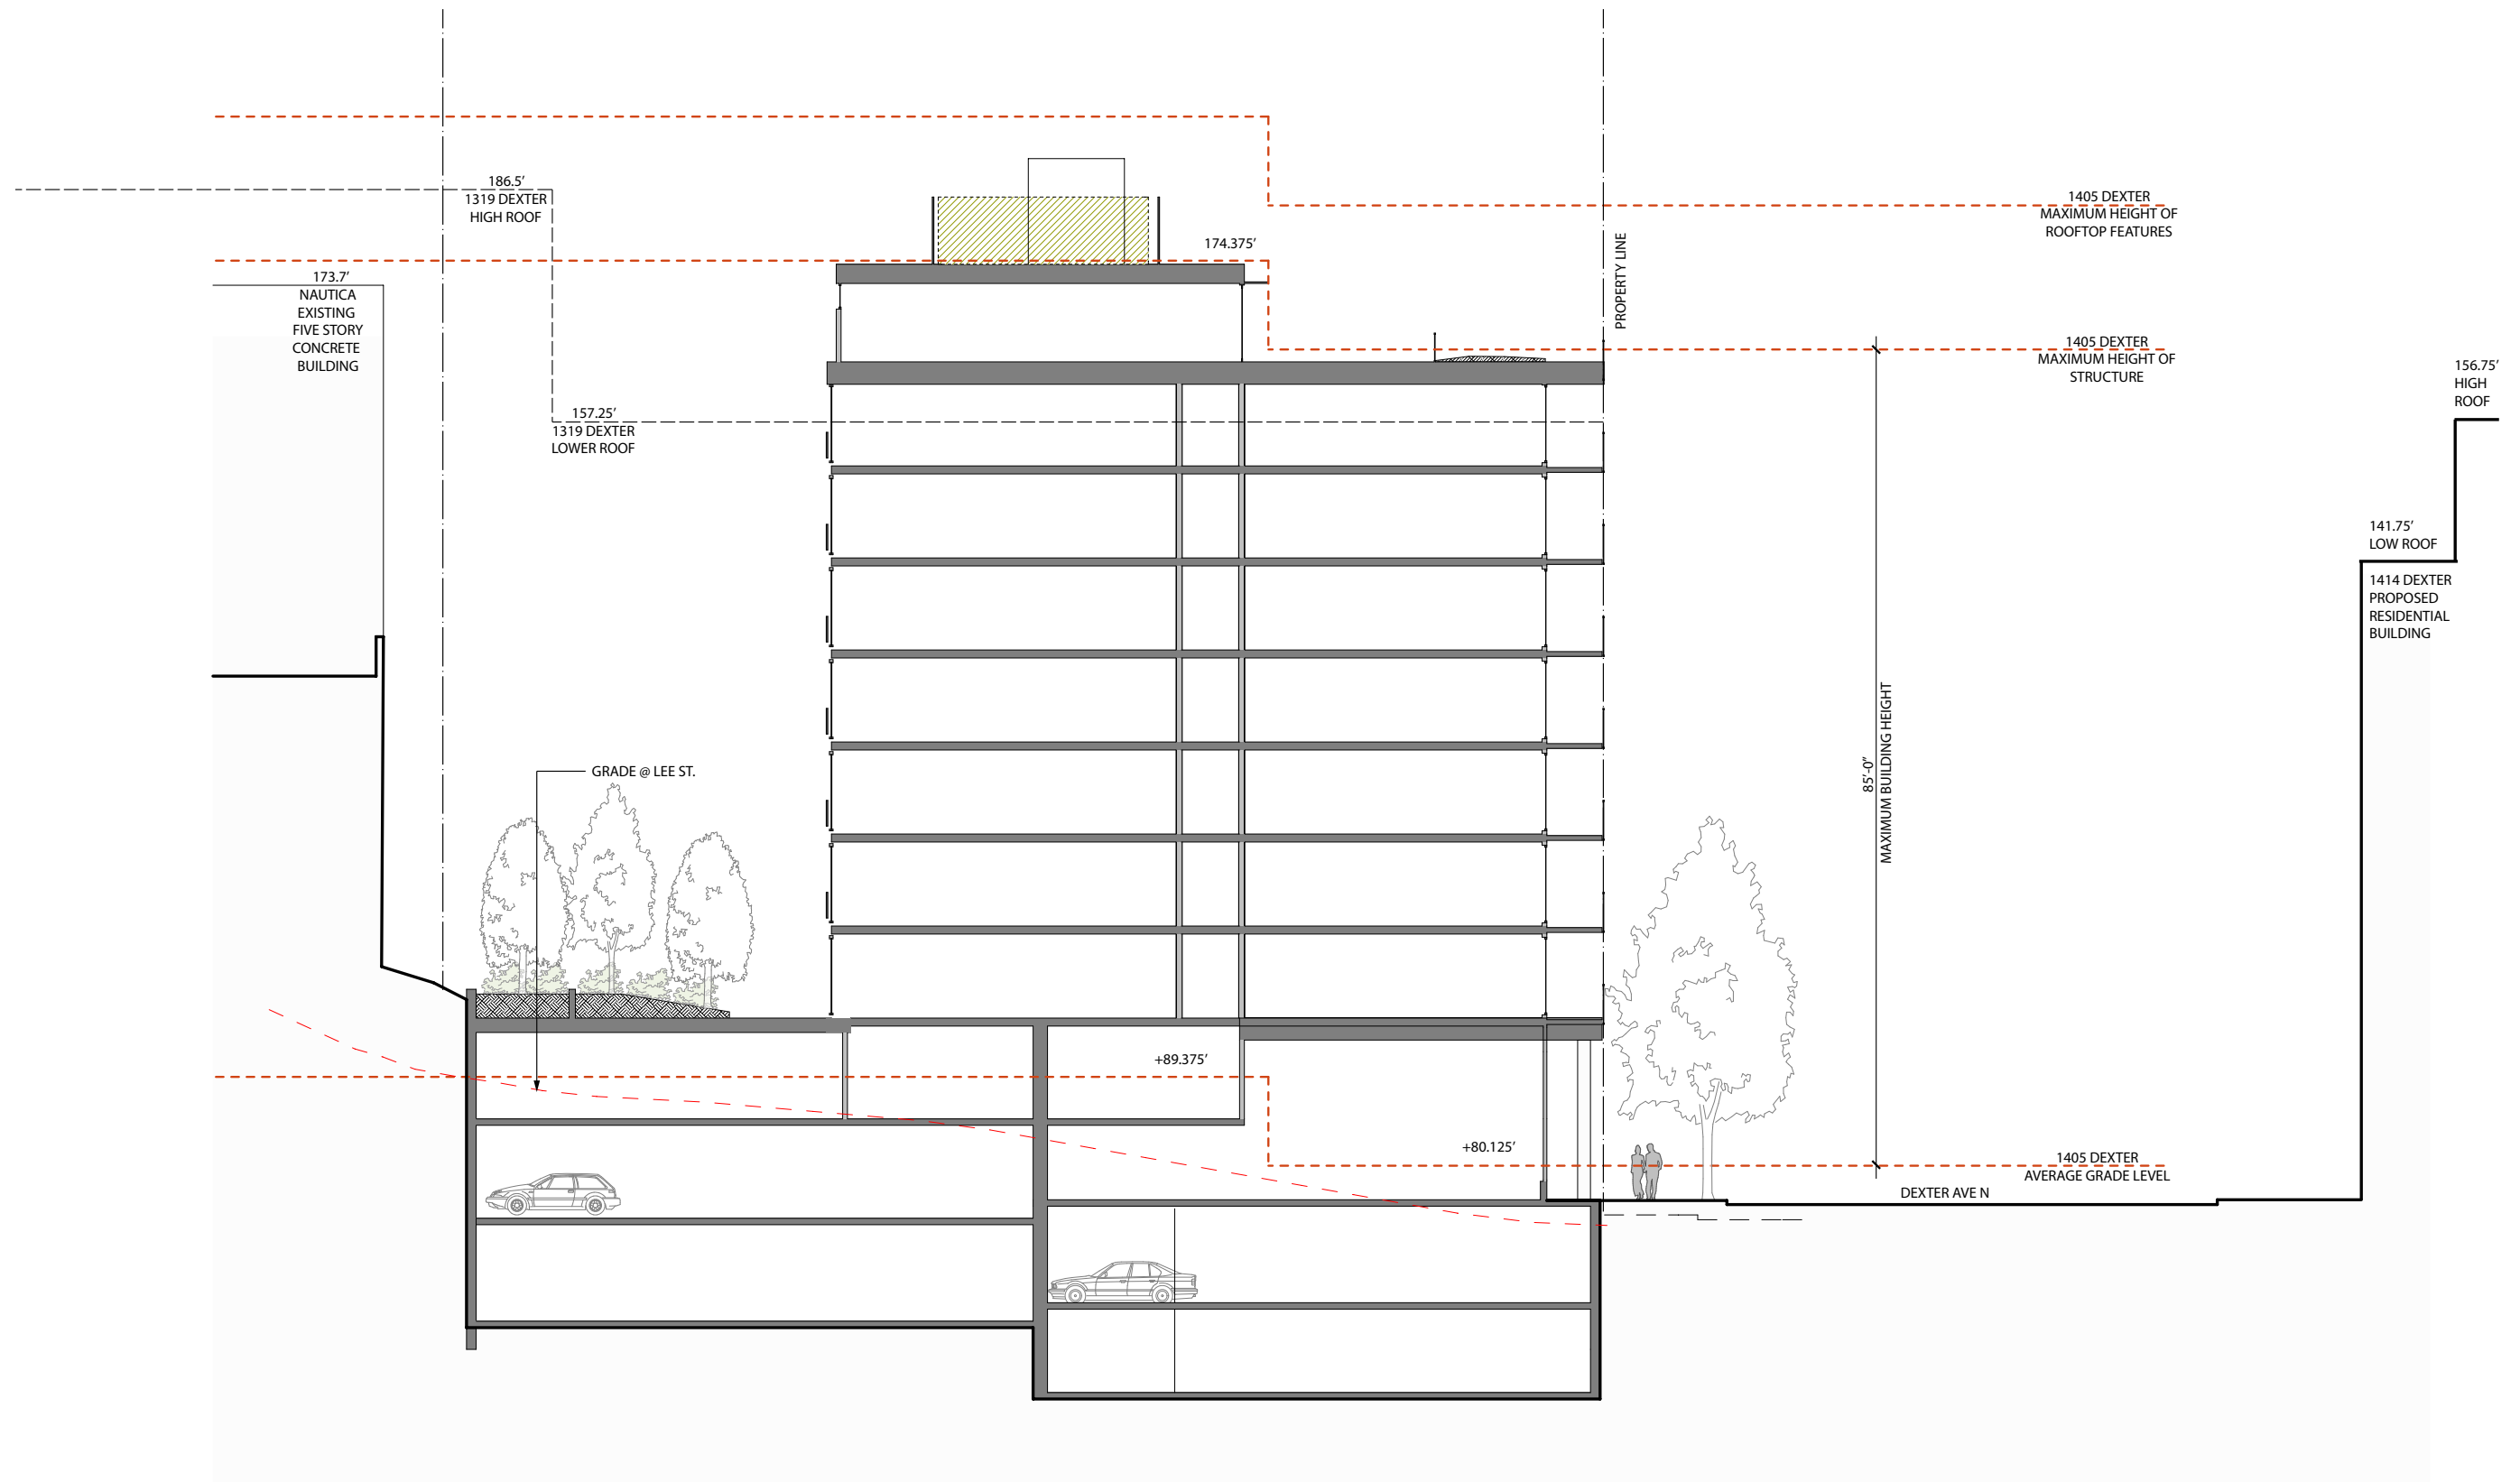 186.5’
1319 DEXTER
HIGH ROOF
1405 DEXTER
MAXIMUM HEIGHT OF
ROOFTOP FEATURES
174.375’
PROPERTY LINE
173.7’
NAUTICA
EXISTING
FIVE STORY
CONCRETE
BUILDING
1405 DEXTER
MAXIMUM HEIGHT OF
STRUCTURE
156.75’
HIGH
ROOF
157.25’
1319 DEXTER
LOWER ROOF
141.75’
LOW ROOF
1414 DEXTER
PROPOSED
RESIDENTIAL
BUILDING
85’-0”
MAXIMUM BUILDING HEIGHT
GRADE @ LEE ST.
+89.375’
+80.125’
1405 DEXTER
AVERAGE GRADE LEVEL
DEXTER AVE N